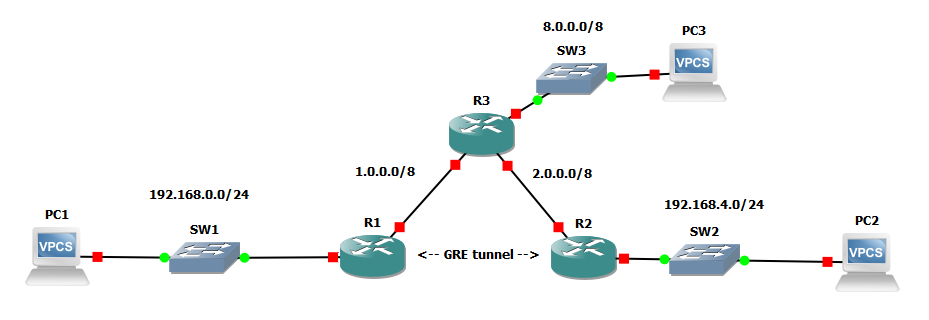 8.0.0.0/8
PC3
SW3
VPCS
R3
1.0.0.0/8
2.0.0.0/8
192.168.0.0/24
192.168.4.0/24
PC1
SW1
R1
R2
SW2
PC2
VPCS
<-- GRE tunnel -->
VPCS